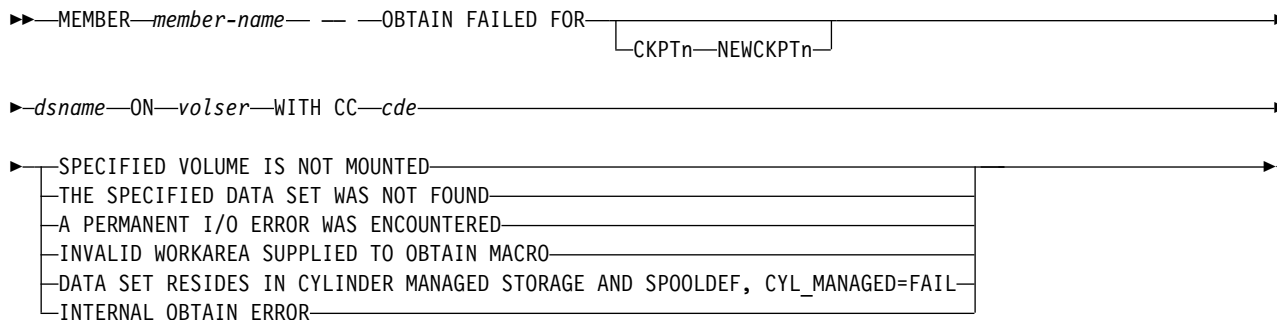 MEMBER member-name — OBTAIN FAILED FOR
CKPTn NEWCKPTn
dsname ON volser WITH CC cde
SPECIFIED VOLUME IS NOT MOUNTED
THE SPECIFIED DATA SET WAS NOT FOUND
A PERMANENT I/O ERROR WAS ENCOUNTERED
INVALID WORKAREA SUPPLIED TO OBTAIN MACRO
DATA SET RESIDES IN CYLINDER MANAGED STORAGE AND SPOOLDEF, CYL_MANAGED=FAIL
INTERNAL OBTAIN ERROR